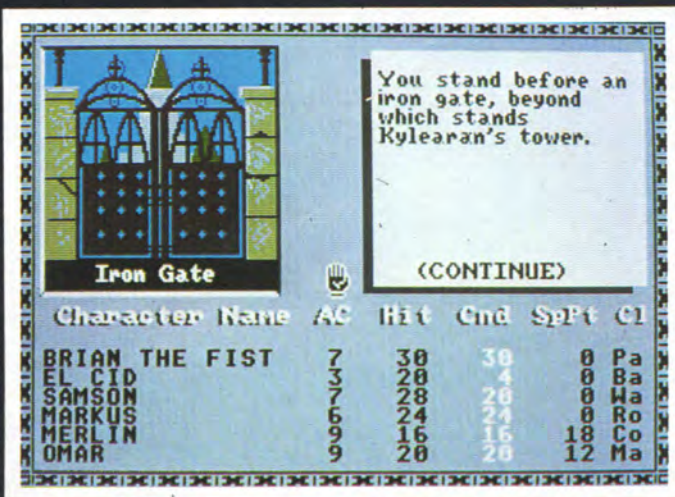 You stand before an
iron gate, beyond
which stands
Kylearan's tower.
(CONTINUE)
Iron Gate
Character Name AC Hit Cnd SpPt Cl
BRIAN THE FIST 7 30 30 0 Pa
EL CID 3 20 4 0 Ba
SAMSON 7 28 28 0 Wa
MARKUS 6 24 24 0 Ro
MERLIN 9 16 16 18 Co
OMAR 9 20 20 12 Ma